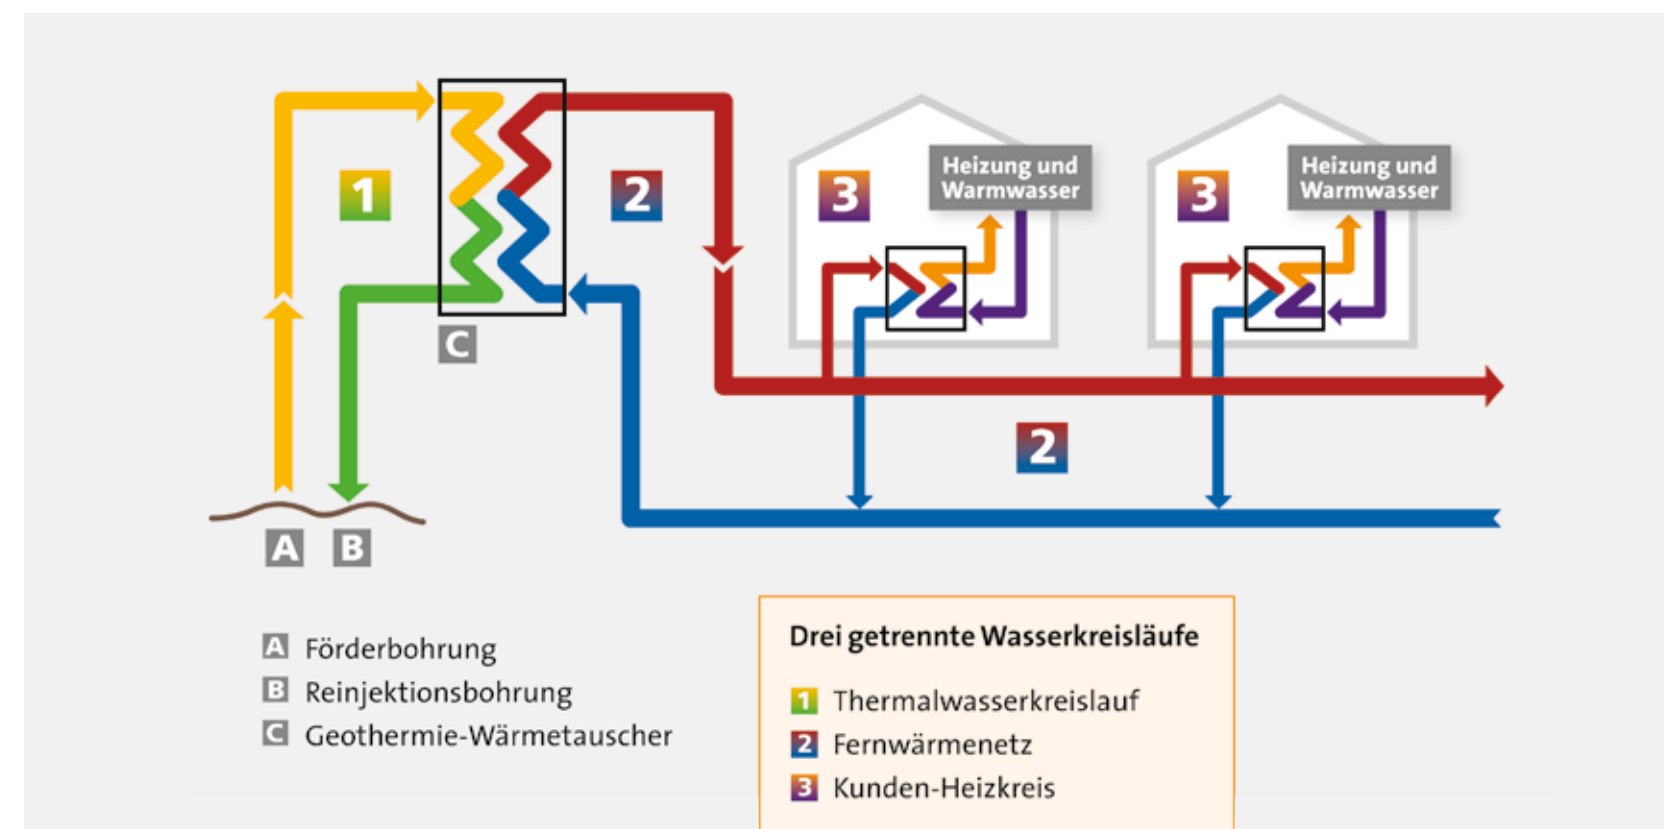 1
2
3
Heizung und
Warmwasser
3
Heizung und
Warmwasser
C
2
A
B
A Förderbohrung
B Reinjektionsbohrung
C Geothermie-Wärmetauscher
Drei getrennte Wasserkreisläufe
1 Thermalwasserkreislauf
2 Fernwärmenetz
3 Kunden-Heizkreis